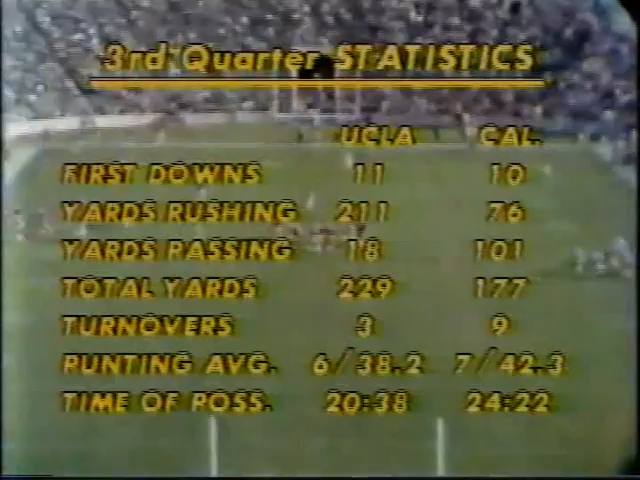 3rd Quarter STATISTICS
UCLA CAL.
FIRST DOWNS 11 10
YARDS RUSHING 211 76
YARDS PASSING 18 101
TOTAL YARDS 229 177
TURNOVERS 3 9
PUNTING AVG. 6/38.2 7/42.3
TIME OF POSS. 20:38 24:22